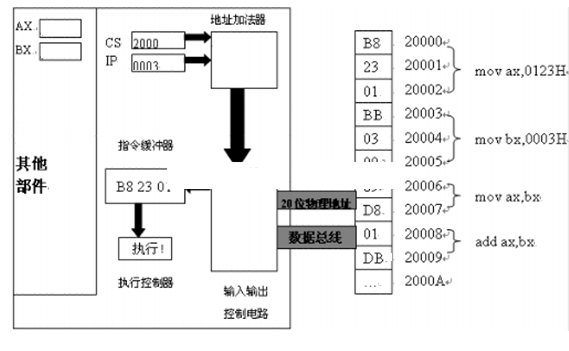 AX
BX
CS 2000
IP 0003
地址加法器
其他
部件
指令缓冲器
B8 23 0.
执行!
执行控制器
输入输出
控制电路
20位物理地址
数据总线
B8 20000
23 20001
01 20002
mov ax,0123H
BB 20003
03 20004
20005
mov bx,0003H
20006
D8 20007
mov ax,bx
01 20008
DB 20009
add ax,bx
... 2000A